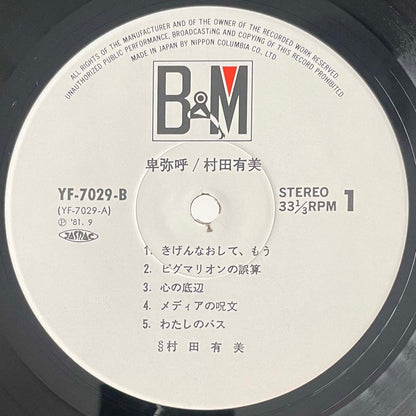 ALL RIGHTS OF THE MANUFACTURER AND OF THE OWNER OF THE RECORDED WORK RESERVED.
UNAUTHORIZED PUBLIC PERFORMANCE, BROADCASTING AND COPYING OF THIS RECORD PROHIBITED.
MADE IN JAPAN BY NIPPON COLUMBIA CO., LTD.
B&M
卑弥呼/村田有美
YF-7029-B
(YF-7029-A)
Ⓟ '81. 9
JASRAC
STEREO
33⅓RPM
1
1. きげんなおして、もう
2. ピグマリオンの誤算
3. 心の底辺
4. メディアの呪文
5. わたしのバス
村田有美